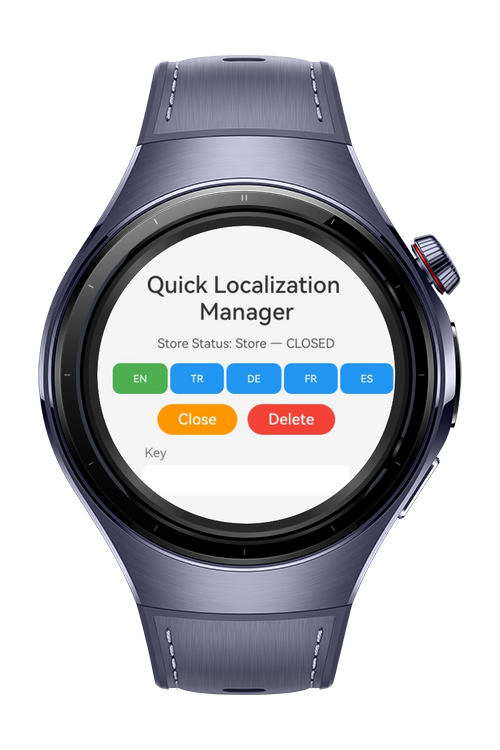 Quick Localization
Manager
Store Status: Store — CLOSED
EN TR DE FR ES
Close Delete
Key